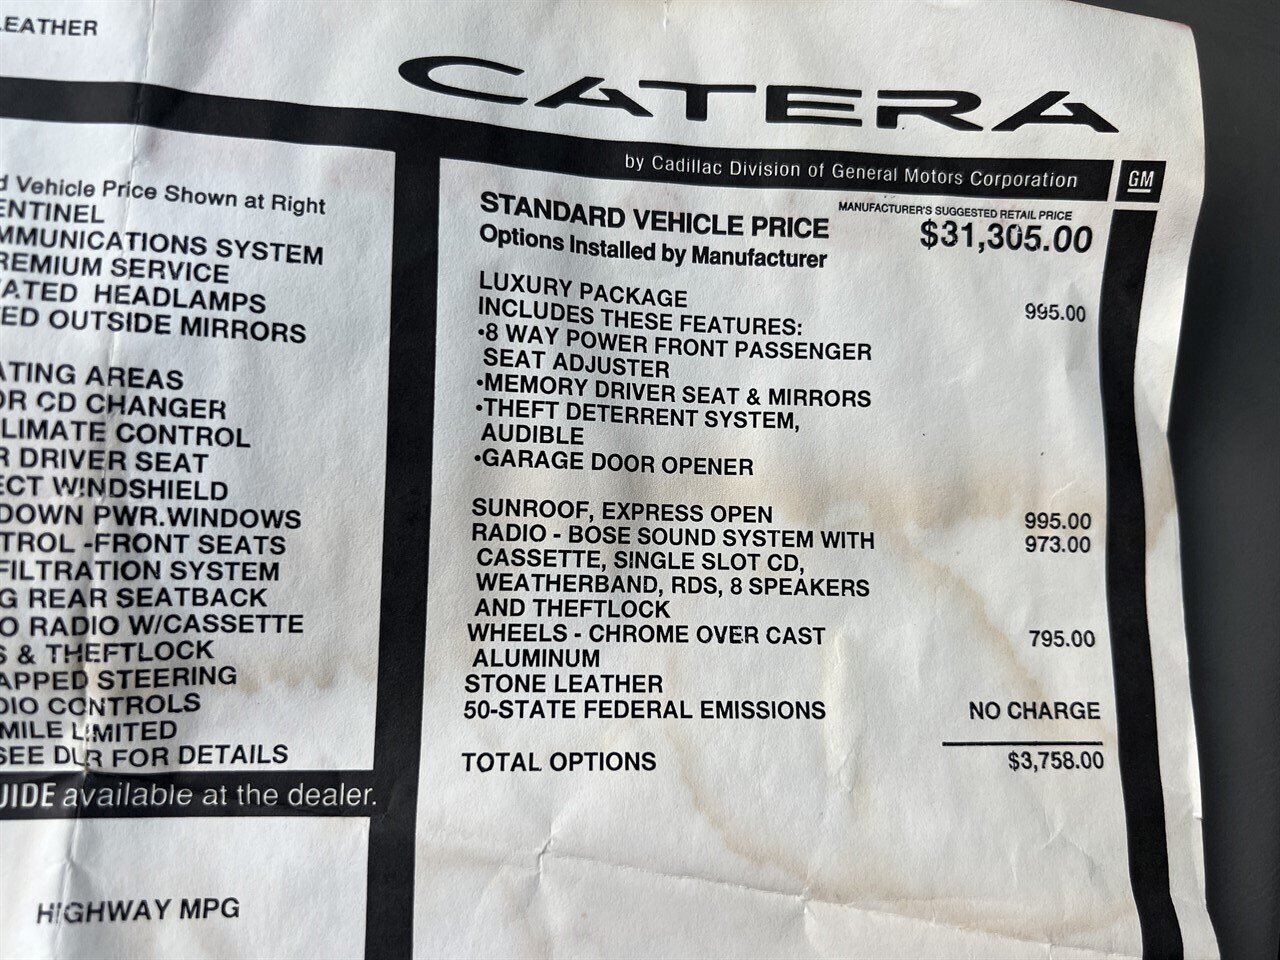 LEATHER
CATERA
by Cadillac Division of General Motors Corporation
GM
Vehicle Price Shown at Right
ENTINEL
MMUNICATIONS SYSTEM
REMIUM SERVICE
ATED HEADLAMPS
ED OUTSIDE MIRRORS
ATING AREAS
OR CD CHANGER
LIMATE CONTROL
R DRIVER SEAT
ECT WINDSHIELD
DOWN PWR.WINDOWS
TROL -FRONT SEATS
FILTRATION SYSTEM
G REAR SEATBACK
O RADIO W/CASSETTE
S & THEFTLOCK
APPED STEERING
DIO CONTROLS
MILE LIMITED
SEE DLR FOR DETAILS
UIDE available at the dealer.
HIGHWAY MPG
STANDARD VEHICLE PRICE
MANUFACTURER'S SUGGESTED RETAIL PRICE
$31,305.00
Options Installed by Manufacturer
LUXURY PACKAGE 995.00
INCLUDES THESE FEATURES:
•8 WAY POWER FRONT PASSENGER
SEAT ADJUSTER
•MEMORY DRIVER SEAT & MIRRORS
•THEFT DETERRENT SYSTEM,
AUDIBLE
•GARAGE DOOR OPENER
SUNROOF, EXPRESS OPEN 995.00
RADIO - BOSE SOUND SYSTEM WITH 973.00
CASSETTE, SINGLE SLOT CD,
WEATHERBAND, RDS, 8 SPEAKERS
AND THEFTLOCK
WHEELS - CHROME OVER CAST 795.00
ALUMINUM
STONE LEATHER
50-STATE FEDERAL EMISSIONS NO CHARGE
TOTAL OPTIONS $3,758.00